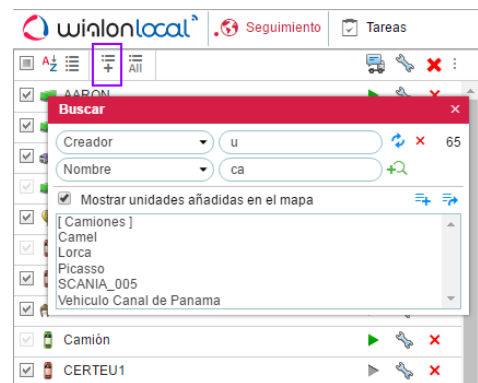 wialon local
Seguimiento
Tareas
A
Z
All
AARON
Buscar
Creador
u
65
Nombre
ca
Mostrar unidades añadidas en el mapa
[ Camiones ]
Camel
Lorca
Picasso
SCANIA_005
Vehiculo Canal de Panama
Camión
CERTEU1